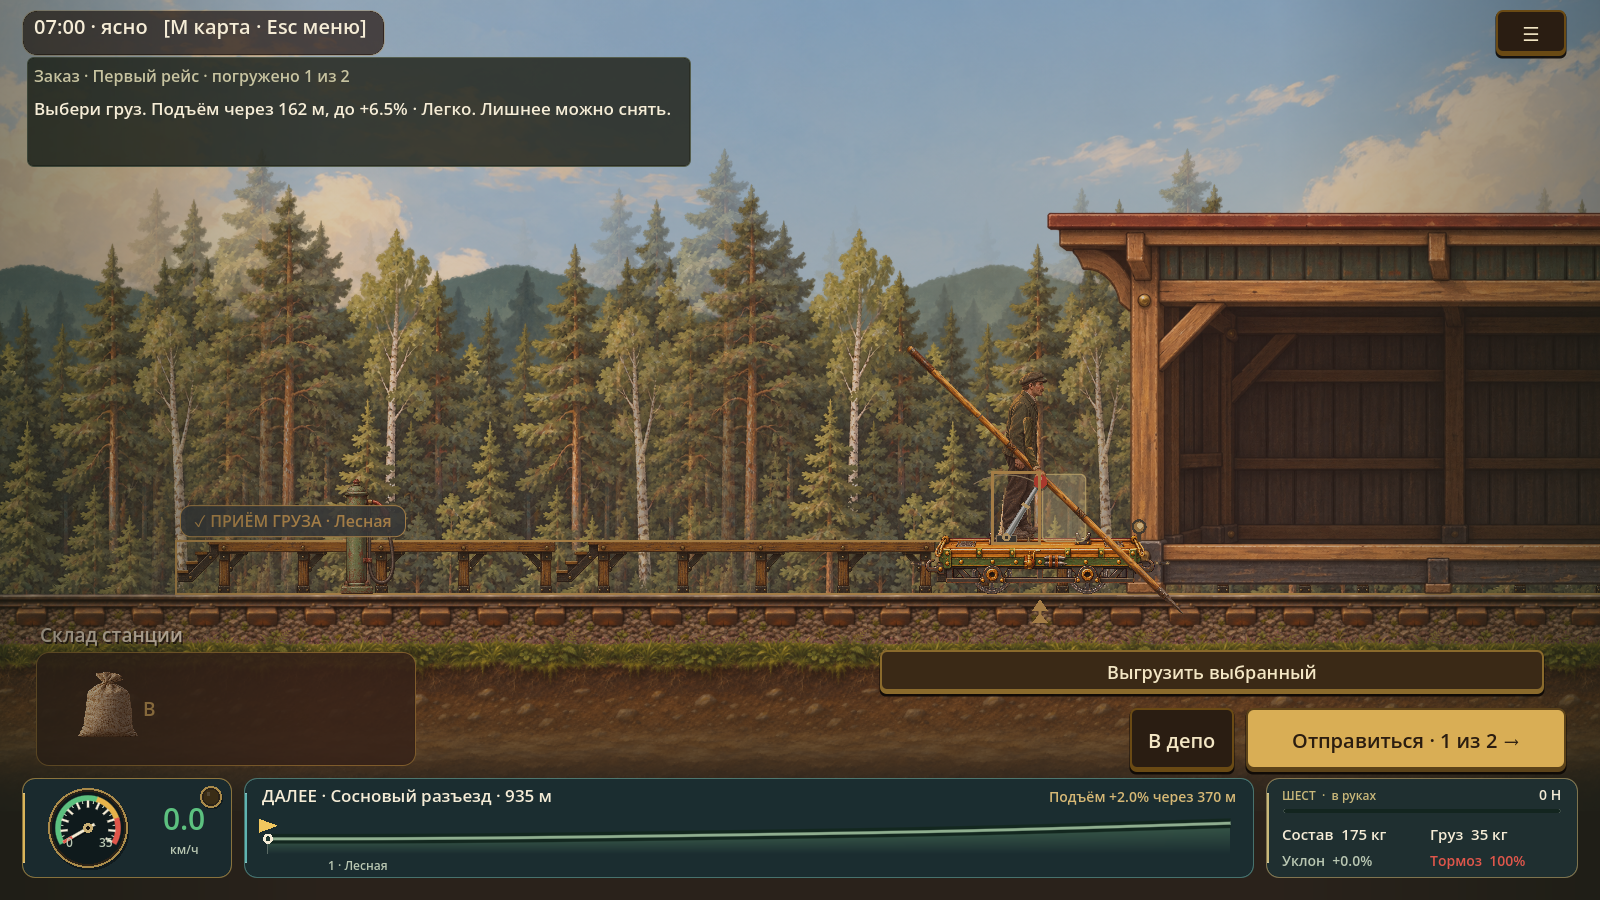 07:00 · ясно [M карта · Esc меню]
☰
Заказ · Первый рейс · погружено 1 из 2
Выбери груз. Подъём через 162 м, до +6.5% · Легко. Лишнее можно снять.
✓ ПРИЁМ ГРУЗА · Лесная
Склад станции
В
Выгрузить выбранный
В депо
Отправиться · 1 из 2 →
0 35
0.0
км/ч
ДАЛЕЕ · Сосновый разъезд · 935 м
Подъём +2.0% через 370 м
1 · Лесная
ШЕСТ · в руках 0 Н
Состав 175 кг Груз 35 кг
Уклон +0.0% Тормоз 100%